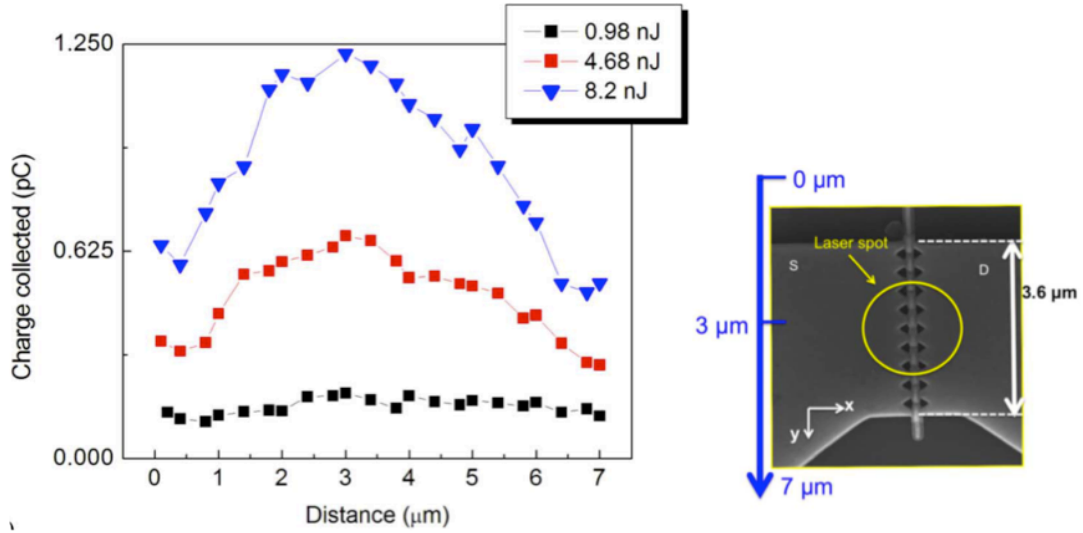 0.98 nJ
4.68 nJ
8.2 nJ
1.250
0.625
0.000
Charge collected (pC)
0 1 2 3 4 5 6 7
Distance (μm)
)
0 μm
3 μm
7 μm
Laser spot
S
D
3.6 μm
x
y